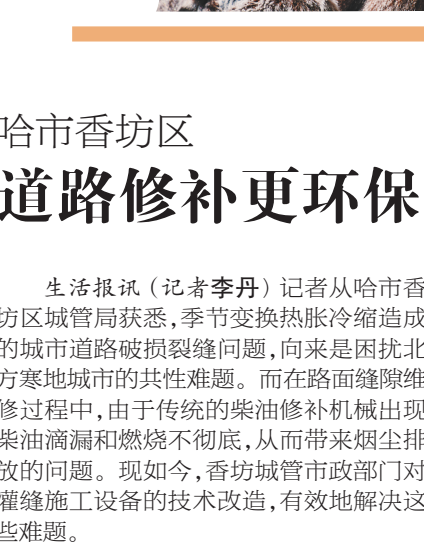 哈市香坊区
道路修补更环保
生活报讯（记者李丹）记者从哈市香
坊区城管局获悉，季节变换热胀冷缩造成
的城市道路破损裂缝问题，向来是困扰北
方寒地城市的共性难题。而在路面缝隙维
修过程中，由于传统的柴油修补机械出现
柴油滴漏和燃烧不彻底，从而带来烟尘排
放的问题。现如今，香坊城管市政部门对
灌缝施工设备的技术改造，有效地解决这
些难题。